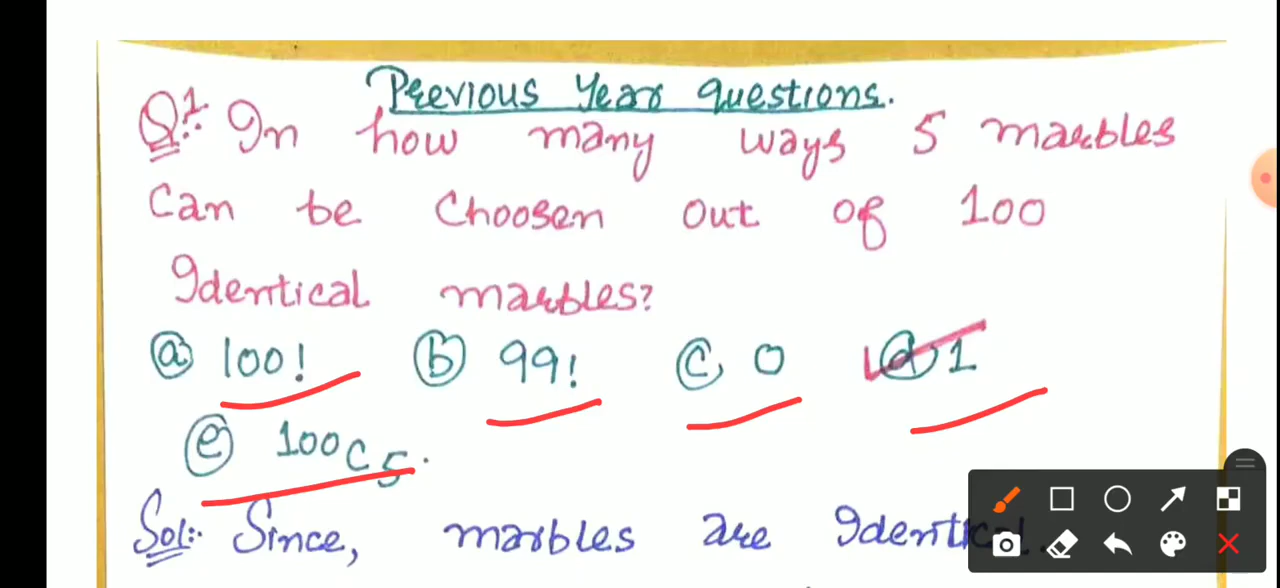 Previous Year questions.
Q.1 In how many ways 5 marbles
Can be Choosen out of 100
Identical marbles?
(a) 100! (b) 99! (c) 0 (d) 1
(e) 100C5.
Sol:- Since, marbles are Identical.